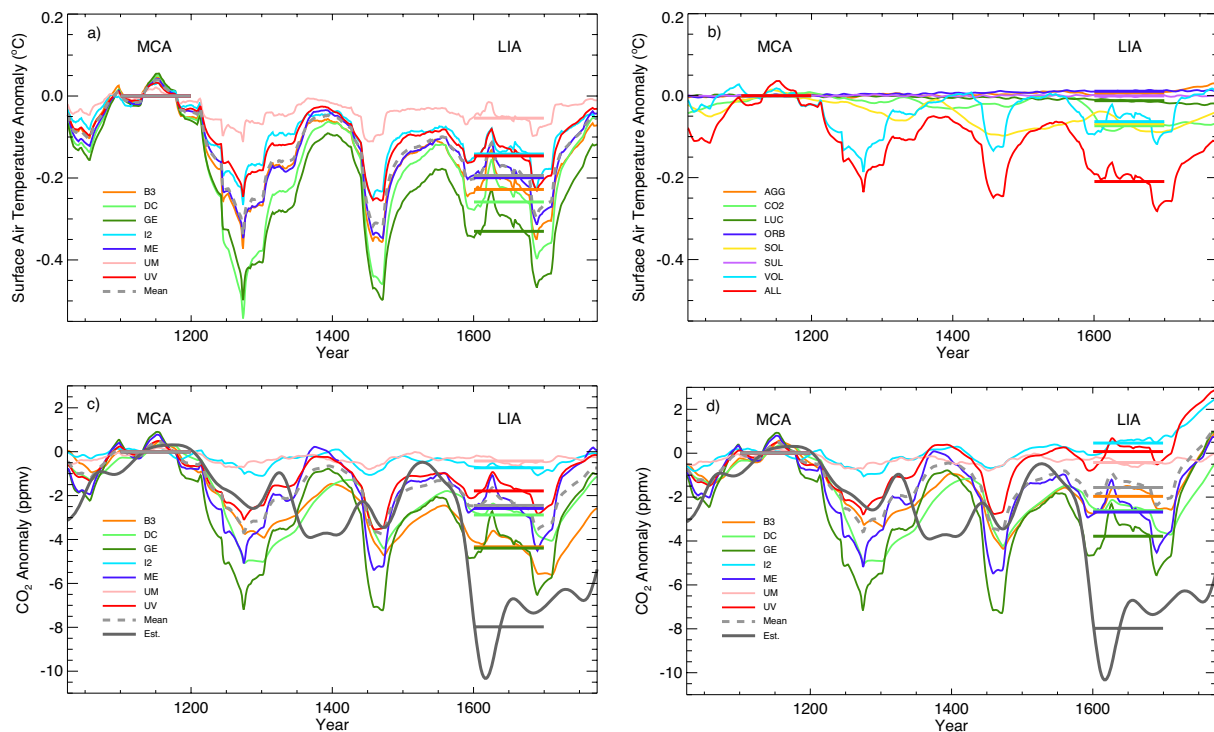 a)
MCA
LIA
0.2
0.0
-0.2
-0.4
Surface Air Temperature Anomaly (°C)
B3
DC
GE
I2
ME
UM
UV
Mean
1200
1400
1600
Year
b)
MCA
LIA
0.2
0.0
-0.2
-0.4
Surface Air Temperature Anomaly (°C)
AGG
CO2
LUC
ORB
SOL
SUL
VOL
ALL
1200
1400
1600
Year
c)
MCA
LIA
2
0
-2
-4
-6
-8
-10
CO₂ Anomaly (ppmv)
B3
DC
GE
I2
ME
UM
UV
Mean
Est.
1200
1400
1600
Year
d)
MCA
LIA
2
0
-2
-4
-6
-8
-10
CO₂ Anomaly (ppmv)
B3
DC
GE
I2
ME
UM
UV
Mean
Est.
1200
1400
1600
Year